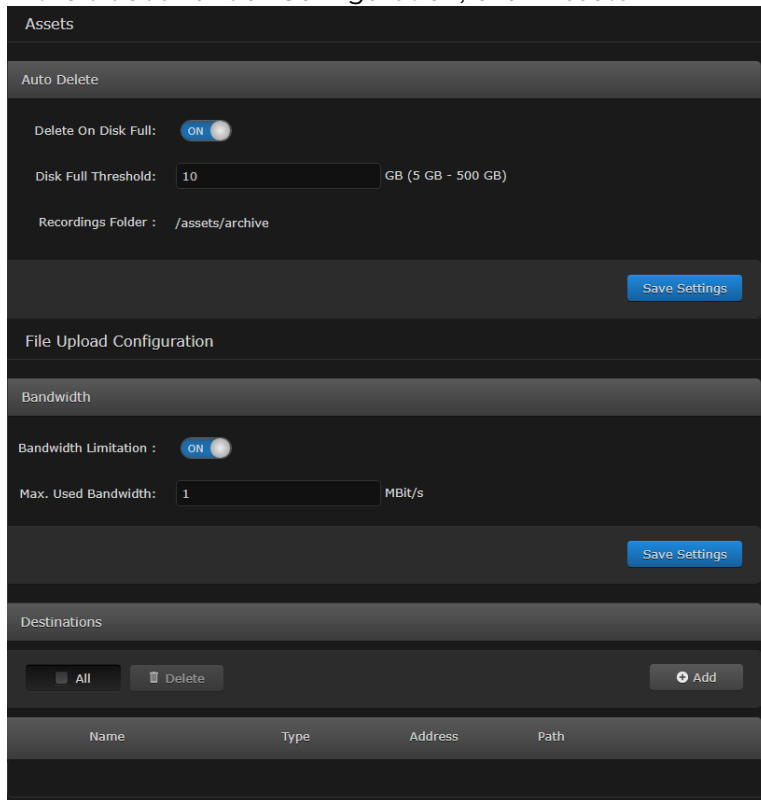 Assets
Auto Delete
Delete On Disk Full: ON
Disk Full Threshold: 10 GB (5 GB - 500 GB)
Recordings Folder : /assets/archive
Save Settings
File Upload Configuration
Bandwidth
Bandwidth Limitation : ON
Max. Used Bandwidth: 1 MBit/s
Save Settings
Destinations
All Delete Add
Name Type Address Path